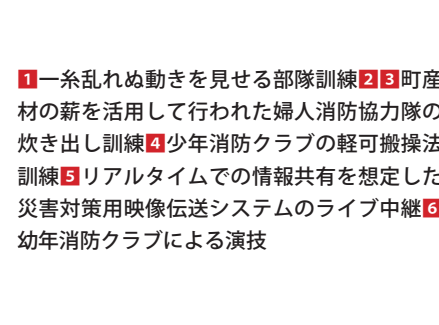 1一糸乱れぬ動きを見せる部隊訓練23町産
材の薪を活用して行われた婦人消防協力隊の
炊き出し訓練4少年消防クラブの軽可搬操法
訓練5リアルタイムでの情報共有を想定した
災害対策用映像伝送システムのライブ中継6
幼年消防クラブによる演技